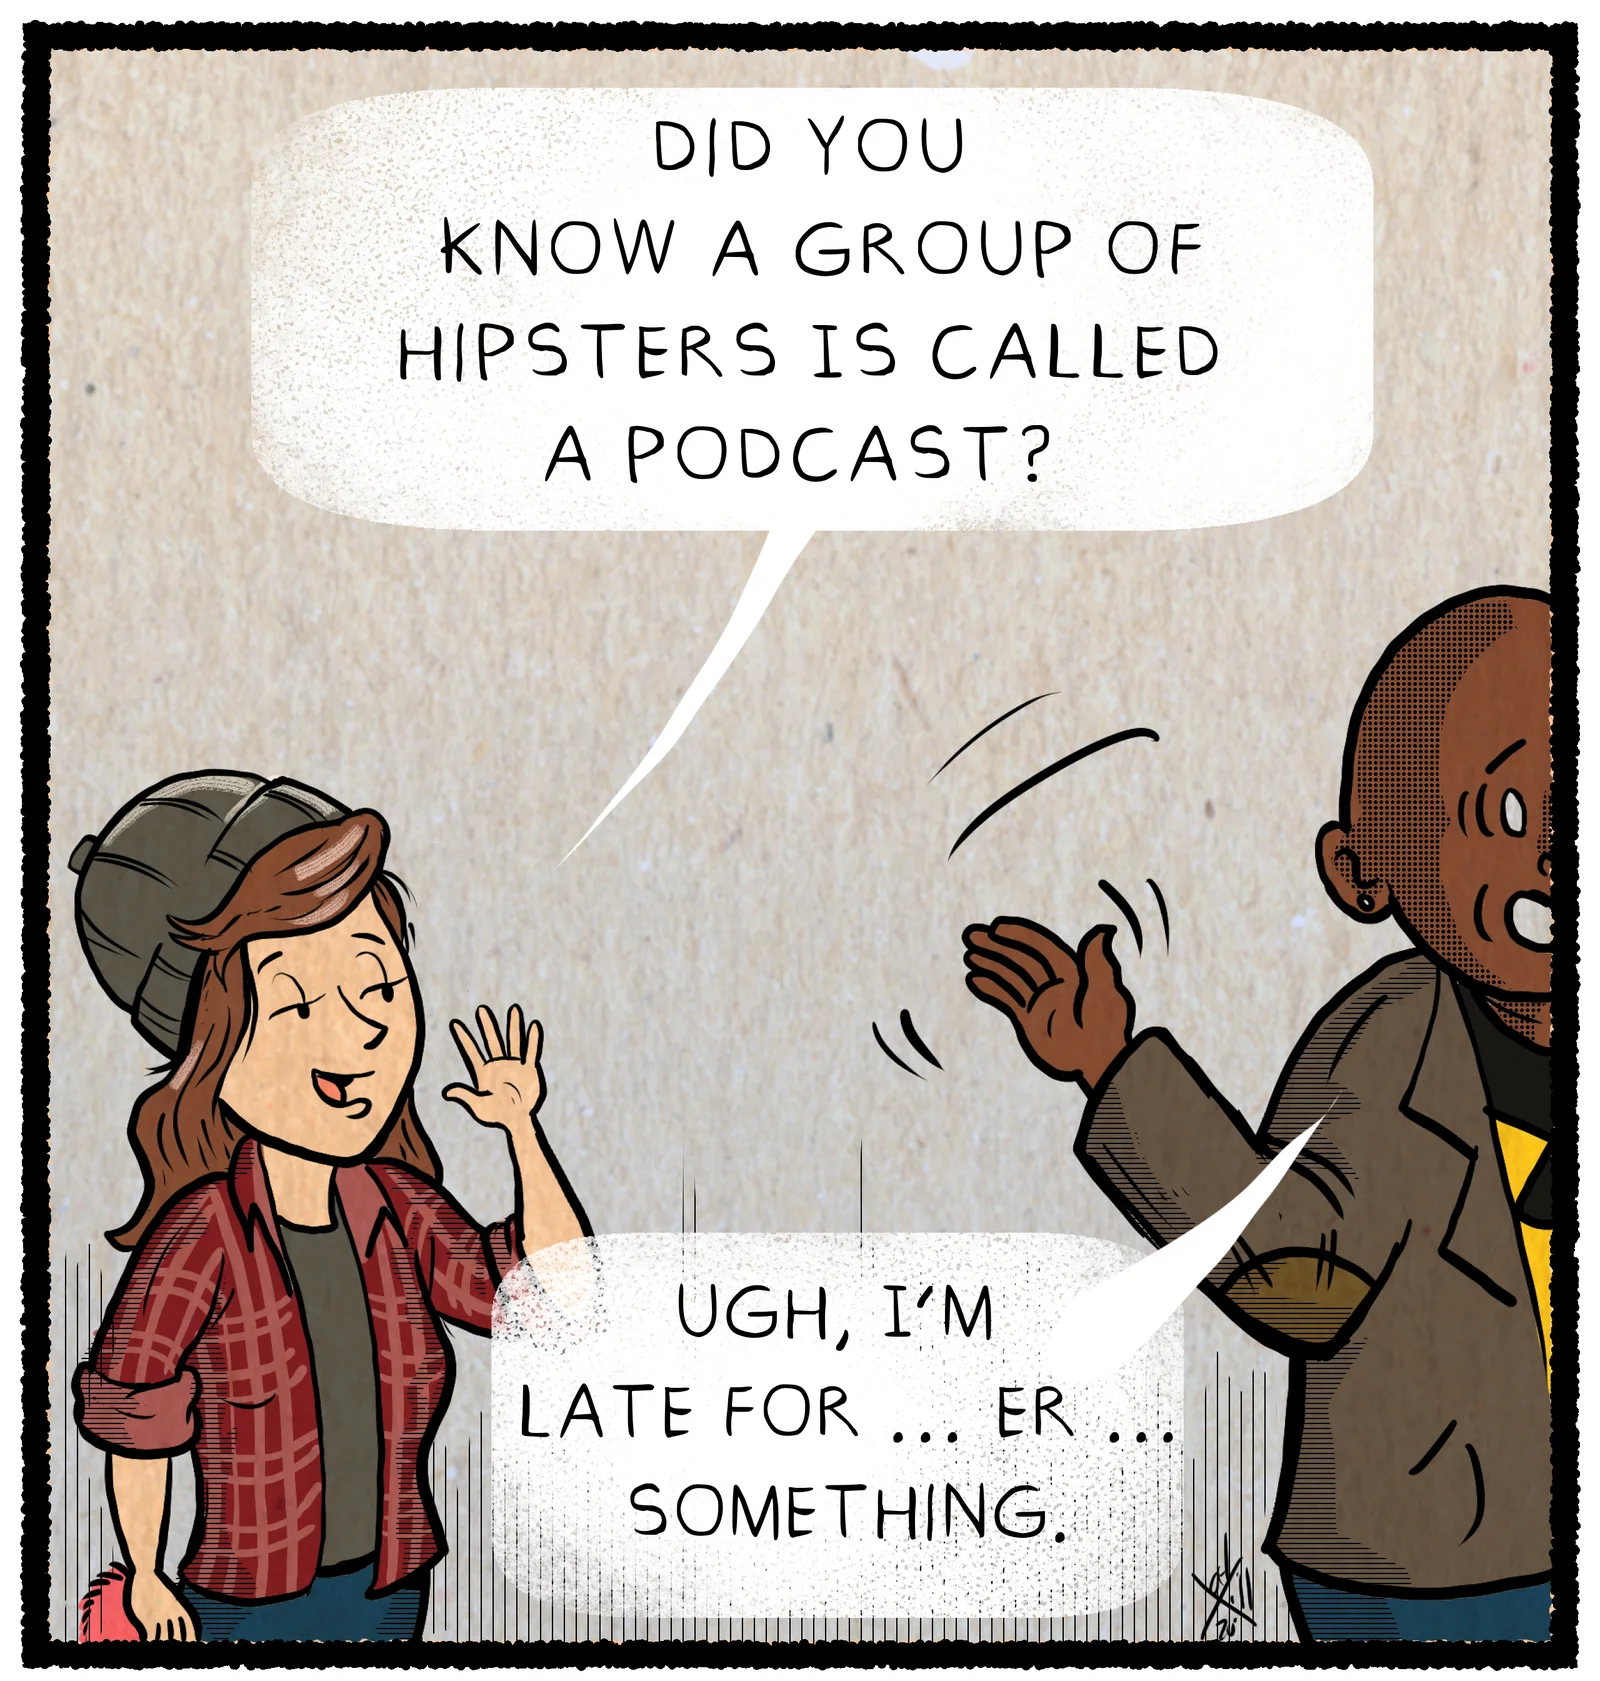 DID YOU
KNOW A GROUP OF
HIPSTERS IS CALLED
A PODCAST?
UGH, I'M
LATE FOR ... ER ...
SOMETHING.